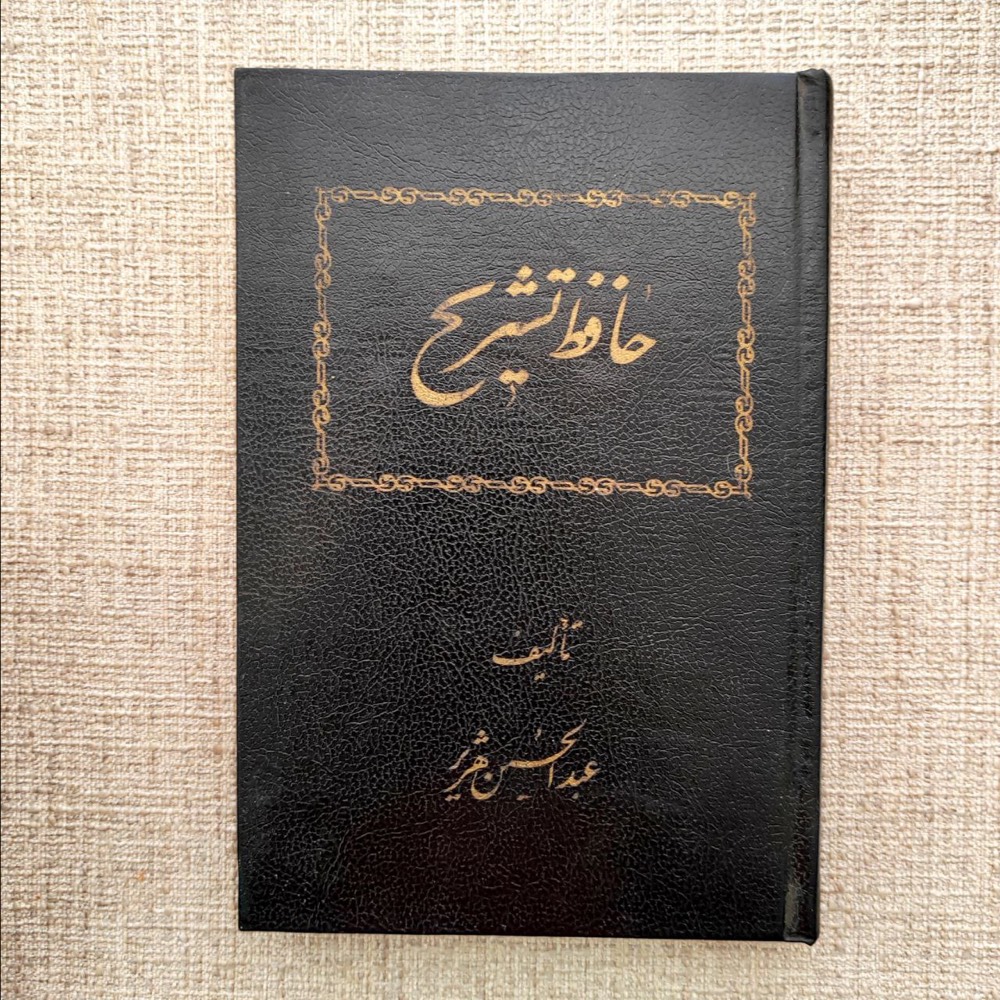 حافظ تشریح
تألیف
عبدالحسین هژیر